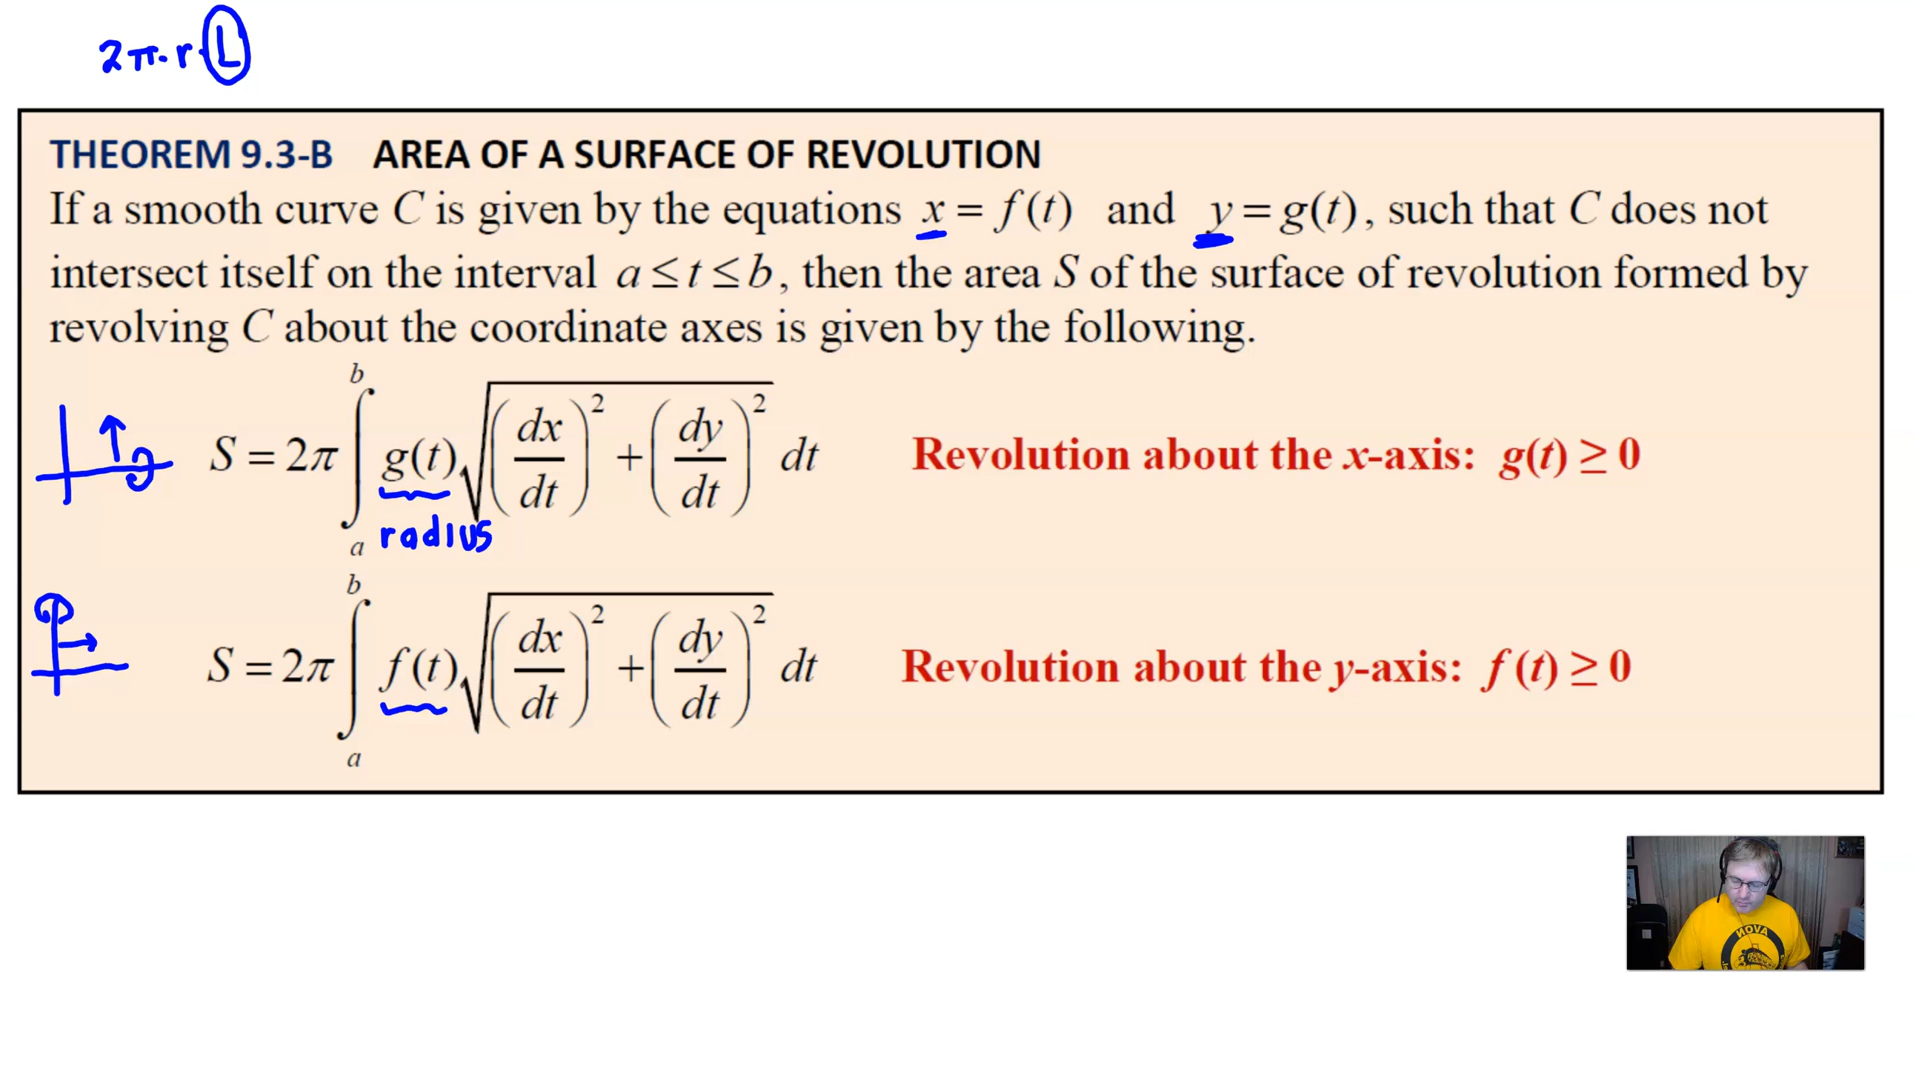 2π·r·L
THEOREM 9.3-B AREA OF A SURFACE OF REVOLUTION
If a smooth curve C is given by the equations x = f(t) and y = g(t), such that C does not
intersect itself on the interval a ≤ t ≤ b, then the area S of the surface of revolution formed by
revolving C about the coordinate axes is given by the following.
S = 2π ∫_a^b g(t) √((dx/dt)^2 + (dy/dt)^2) dt Revolution about the x-axis: g(t) ≥ 0
radius
S = 2π ∫_a^b f(t) √((dx/dt)^2 + (dy/dt)^2) dt Revolution about the y-axis: f(t) ≥ 0
NOVA